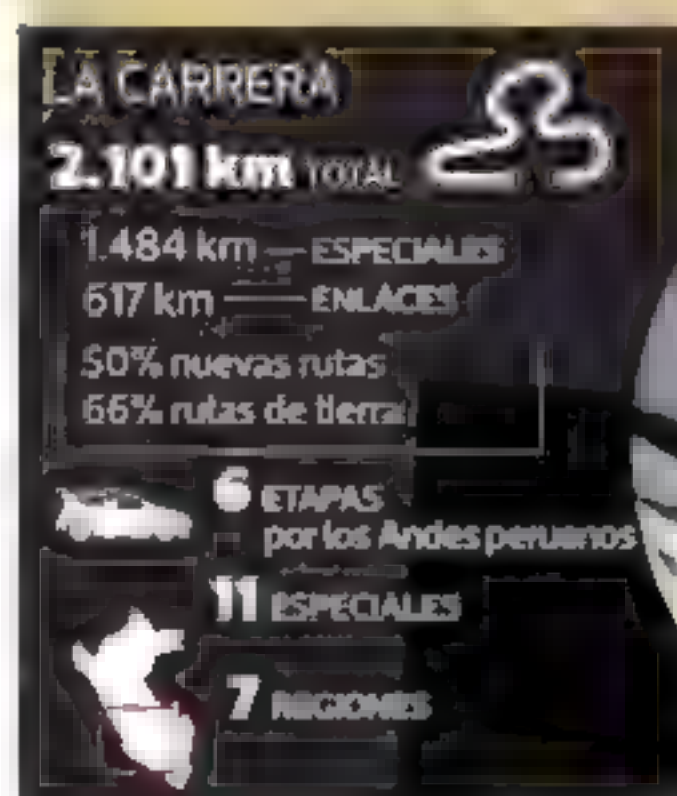 LA CARRERA
2.101 km TOTAL
1.484 km — ESPECIALES
617 km — ENLACES
50% nuevas rutas
66% rutas de tierra
6 ETAPAS
por los Andes peruanos
11 ESPECIALES
7 REGIONES